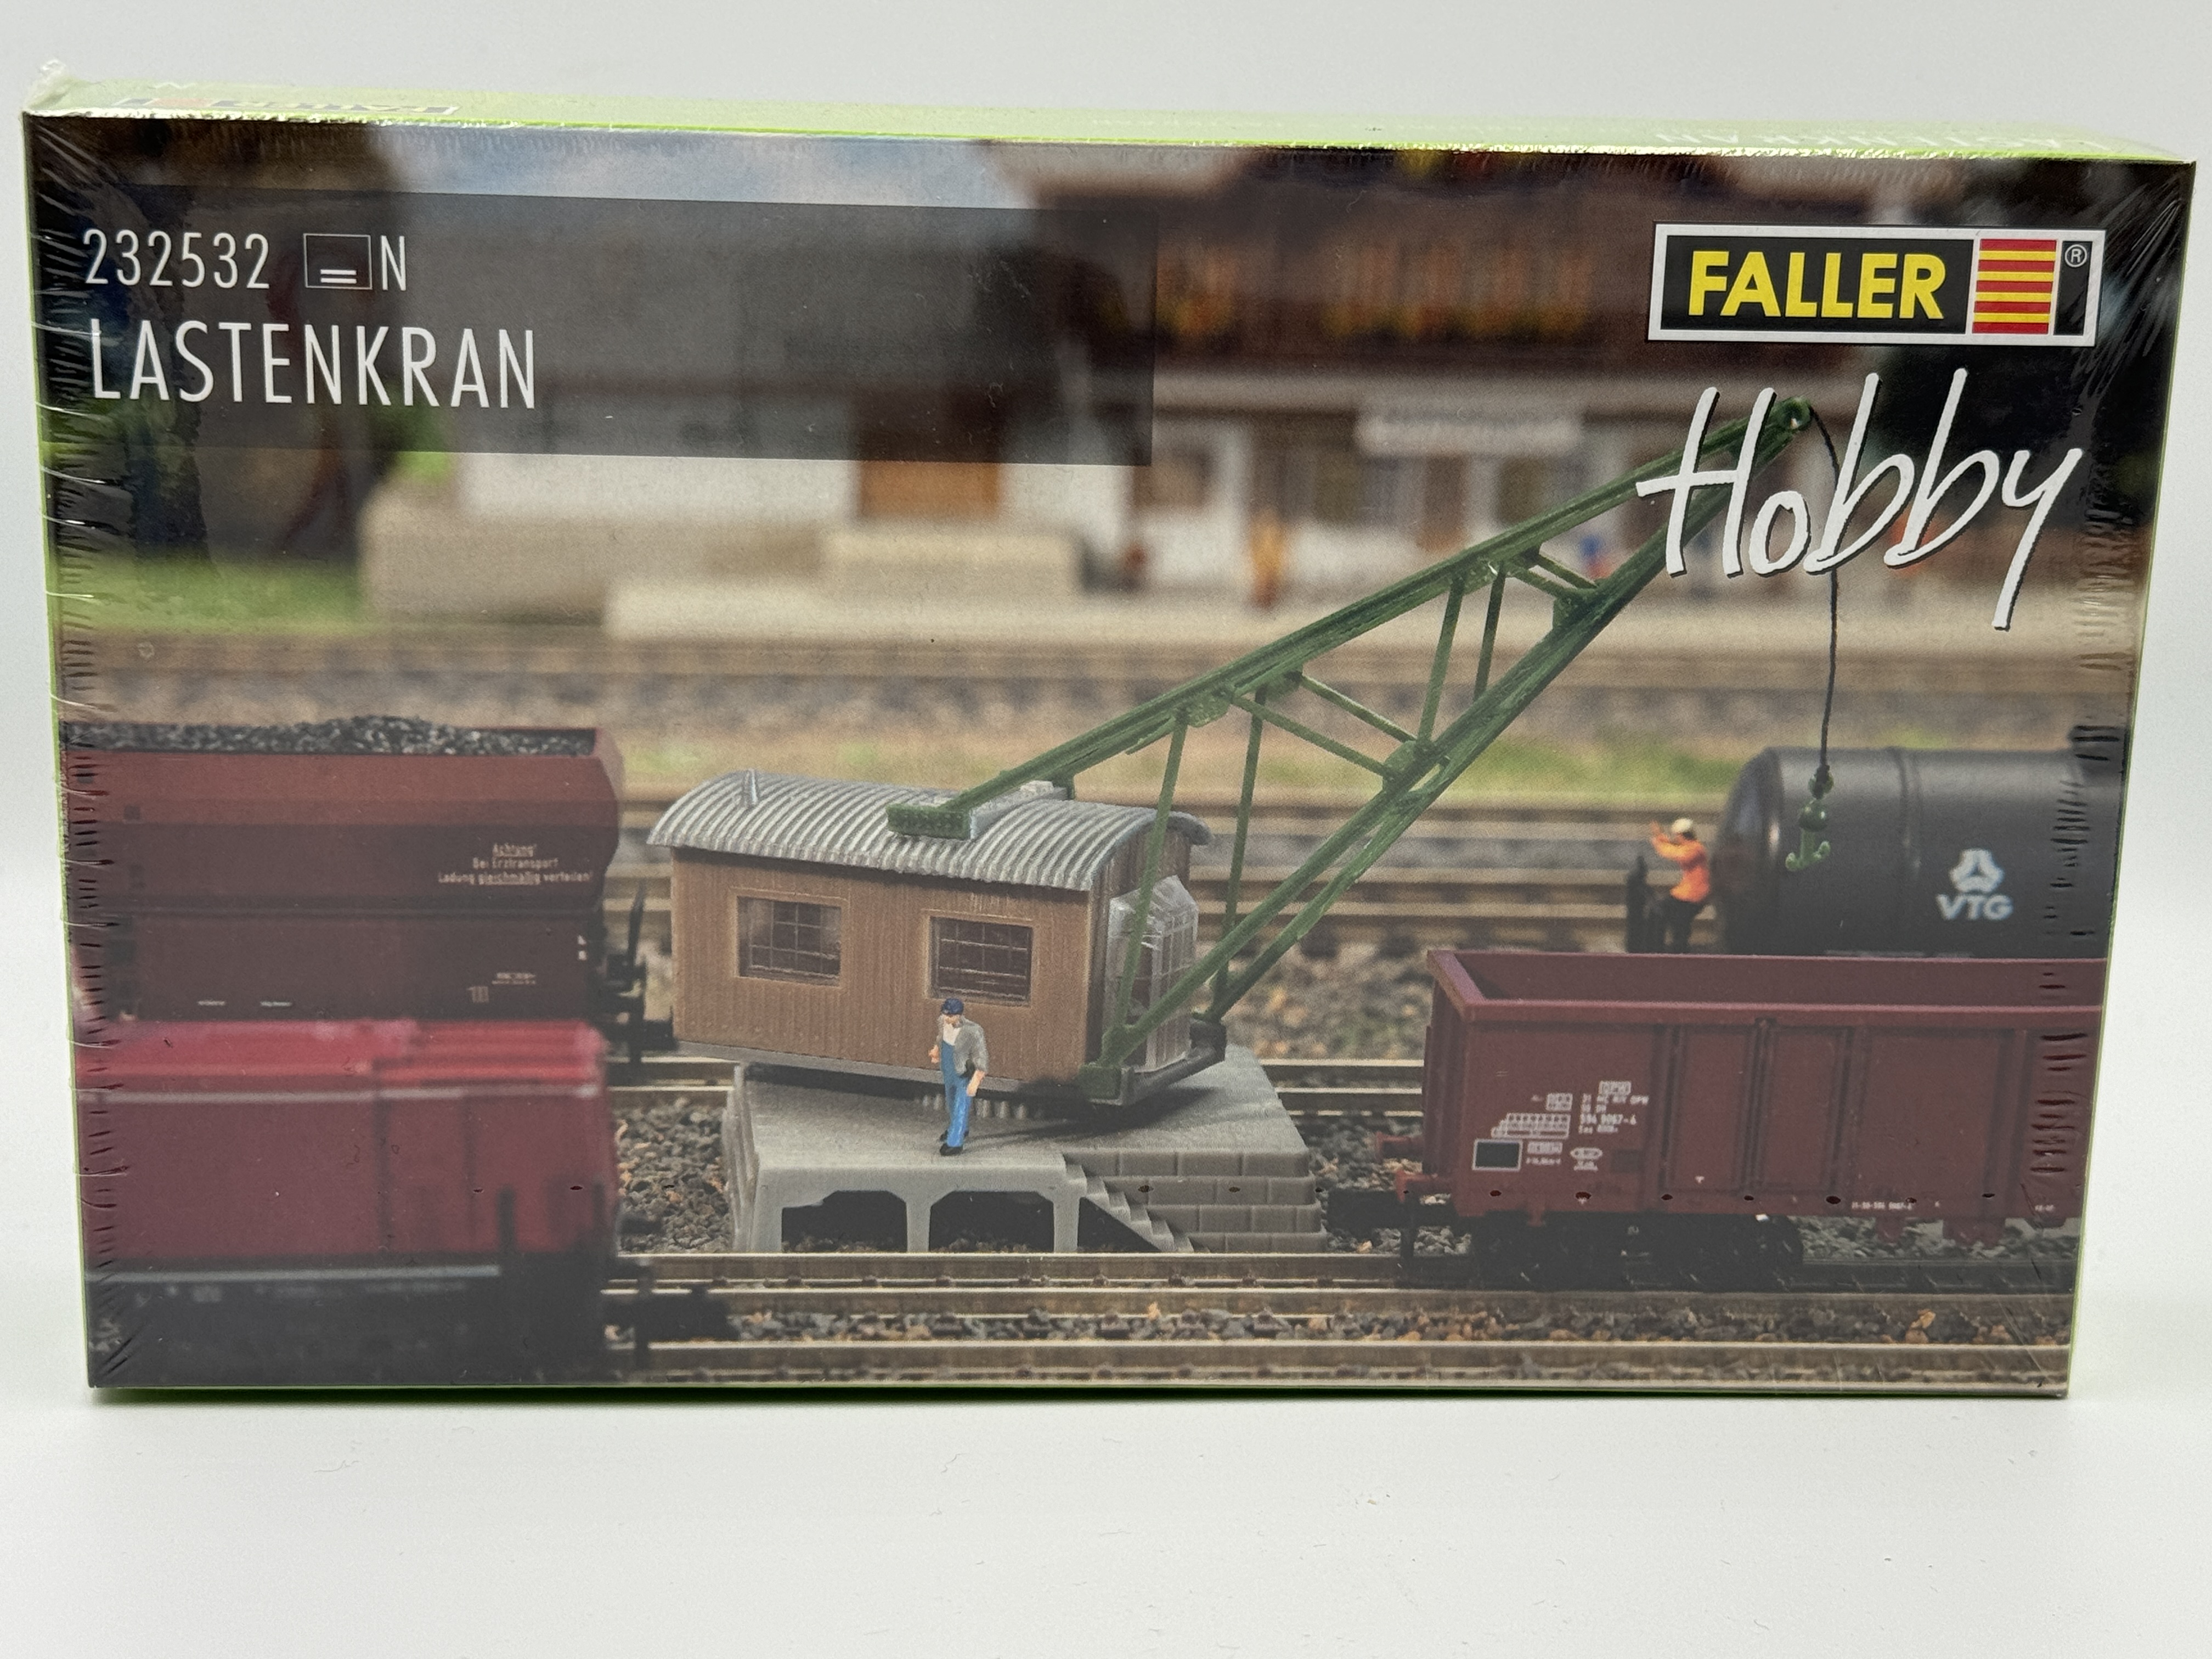 232532 N
LASTENKRAN
FALLER ®
Hobby
Achtung!
Bei Erztransport
Ladung gleichmäßig verteilen!
VTG